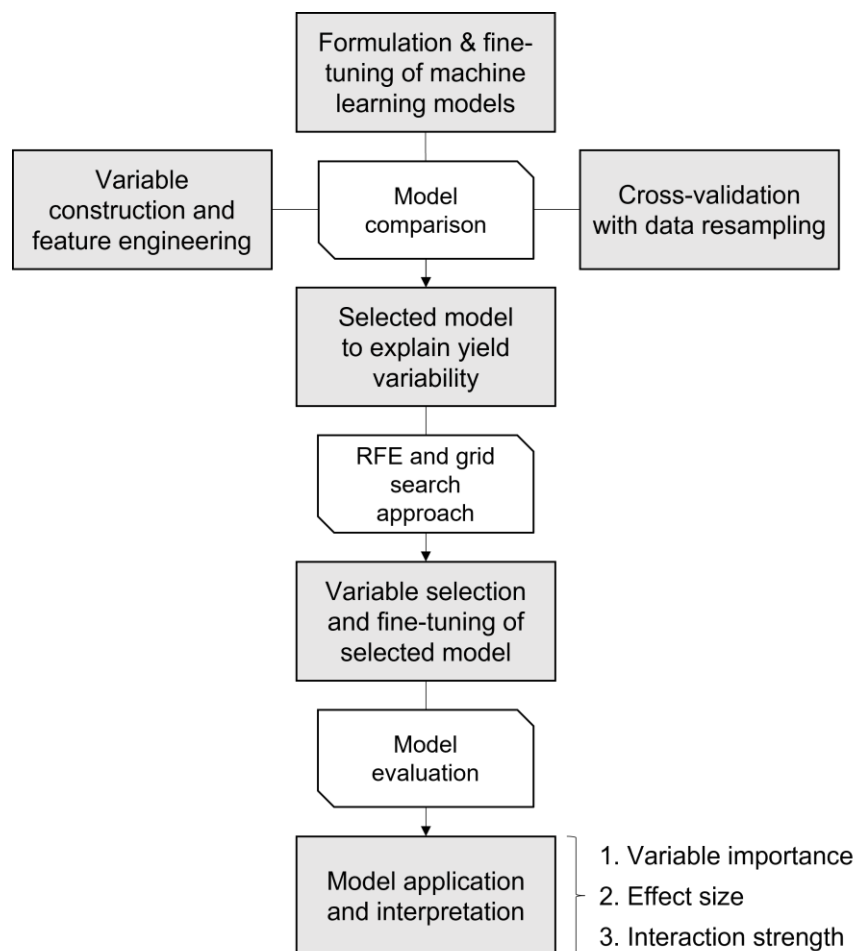 Formulation & fine-
tuning of machine
learning models
Variable
construction and
feature engineering
Model
comparison
Cross-validation
with data resampling
Selected model
to explain yield
variability
RFE and grid
search
approach
Variable selection
and fine-tuning of
selected model
Model
evaluation
Model application
and interpretation
1. Variable importance
2. Effect size
3. Interaction strength